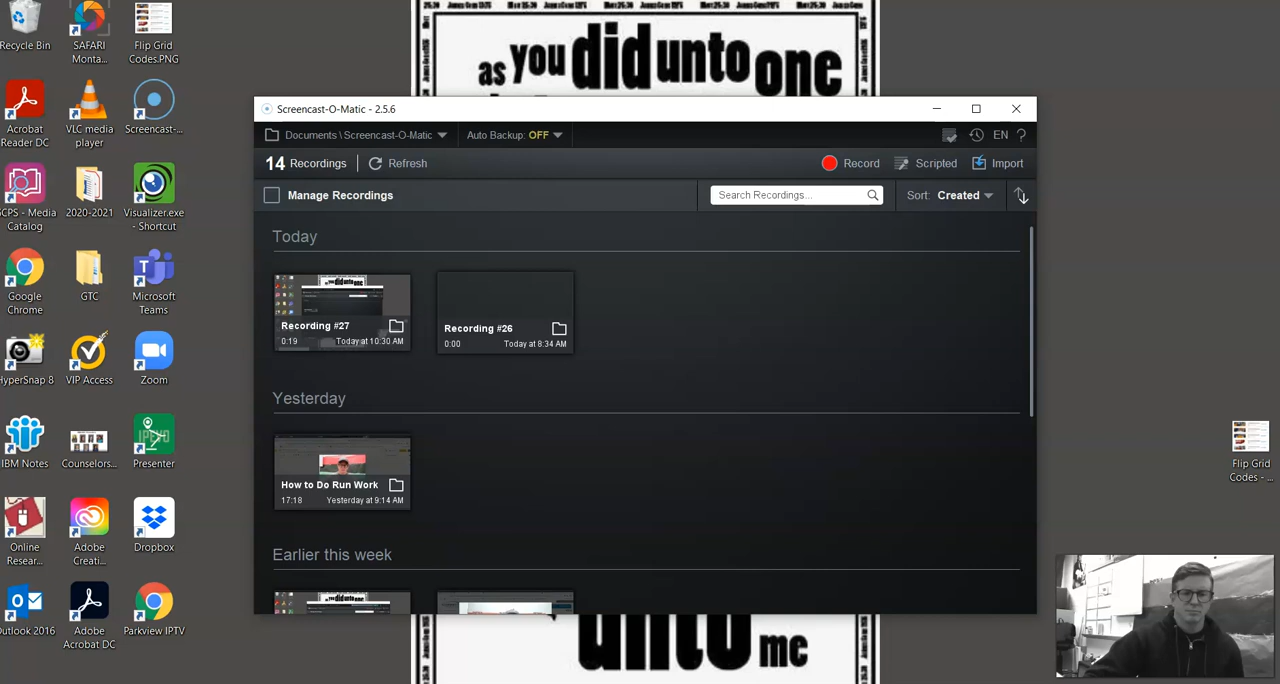 as you did unto one
Screencast-O-Matic - 2.5.6
Documents \ Screencast-O-Matic
Auto Backup: OFF
EN ?
14 Recordings
Refresh
Record
Scripted
Import
Manage Recordings
Search Recordings...
Sort: Created
Today
Recording #27
0:19 Today at 10:30 AM
Recording #26
0:00 Today at 8:34 AM
Yesterday
How to Do Run Work
17:18 Yesterday at 9:14 AM
Earlier this week
unto me
Recycle Bin
SAFARI Monta...
Flip Grid Codes.PNG
Acrobat Reader DC
VLC media player
Screencast-...
SCPS - Media Catalog
2020-2021
Visualizer.exe - Shortcut
Google Chrome
GTC
Microsoft Teams
HyperSnap 8
VIP Access
Zoom
IBM Notes
Counselors...
Presenter
Online Resear...
Adobe Creati...
Dropbox
Outlook 2016
Adobe Acrobat DC
Parkview IPTV
Flip Grid Codes - ...